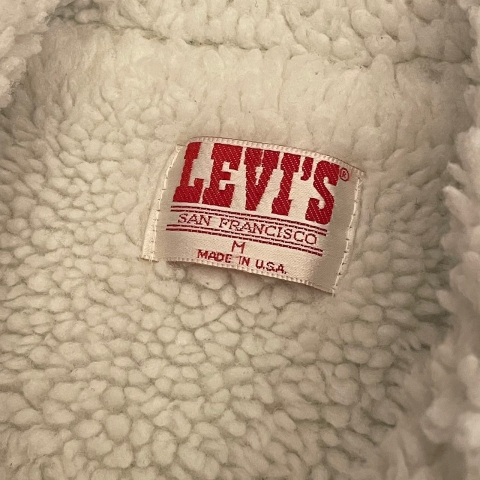 LEVI'S®
SAN FRANCISCO
M
MADE IN U.S.A.